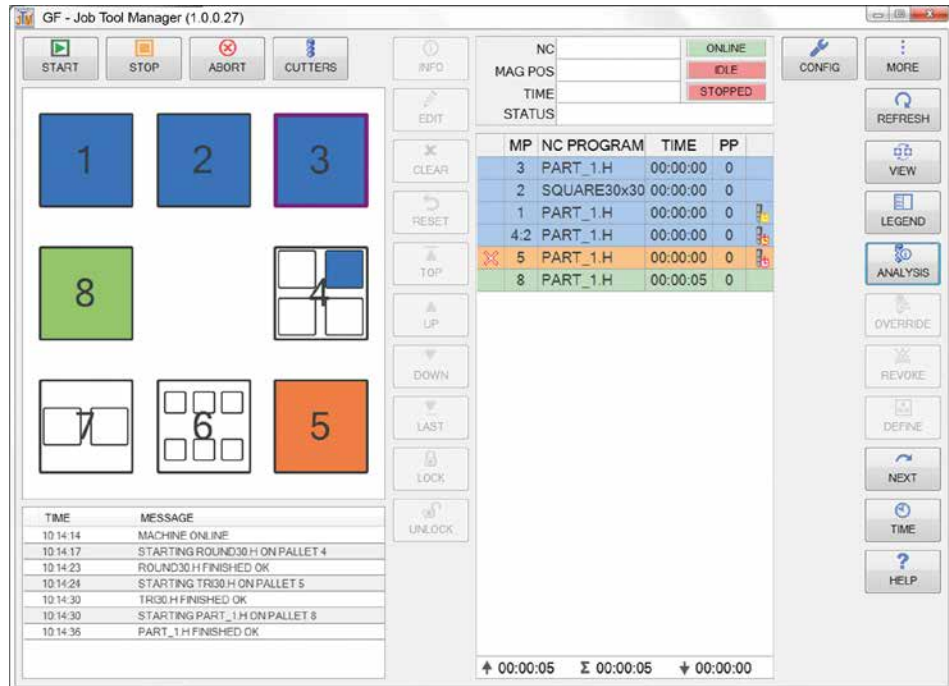 GF - Job Tool Manager (1.0.0.27)
START
STOP
ABORT
CUTTERS
INFO
EDIT
CLEAR
RESET
TOP
UP
DOWN
LAST
LOCK
UNLOCK
1
2
3
8
4
7
6
5
TIME MESSAGE
10:14:14 MACHINE ONLINE
10:14:17 STARTING ROUND30.H ON PALLET 4
10:14:23 ROUND30.H FINISHED OK
10:14:24 STARTING TRI30.H ON PALLET 5
10:14:30 TRI30.H FINISHED OK
10:14:30 STARTING PART_1.H ON PALLET 8
10:14:36 PART_1.H FINISHED OK
NC ONLINE
MAG POS IDLE
TIME STOPPED
STATUS
MP NC PROGRAM TIME PP
3 PART_1.H 00:00:00 0
2 SQUARE30x30 00:00:00 0
1 PART_1.H 00:00:00 0
4:2 PART_1.H 00:00:00 0
5 PART_1.H 00:00:00 0
8 PART_1.H 00:00:05 0
00:00:05 Σ 00:00:05 00:00:00
CONFIG
MORE
REFRESH
VIEW
LEGEND
ANALYSIS
OVERRIDE
REVOKE
DEFINE
NEXT
TIME
HELP